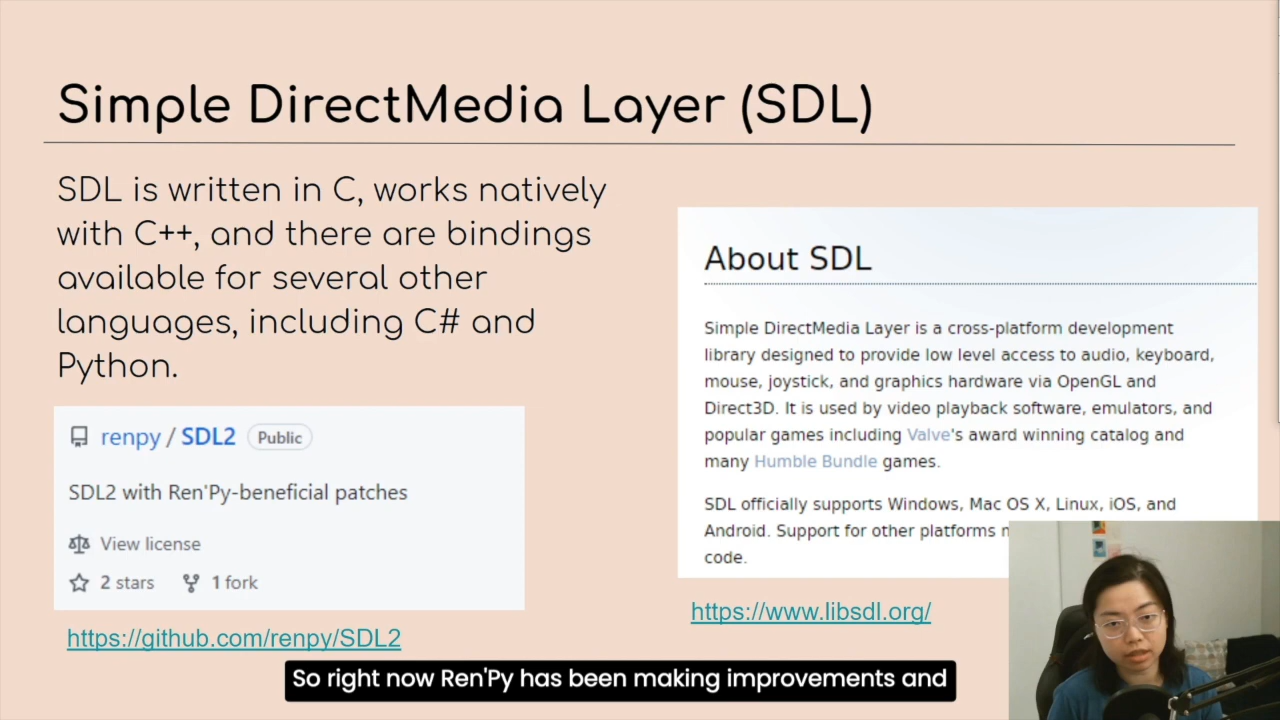 Simple DirectMedia Layer (SDL)
SDL is written in C, works natively
with C++, and there are bindings
available for several other
languages, including C# and
Python.
renpy / SDL2 Public
SDL2 with Ren'Py-beneficial patches
View license
2 stars 1 fork
https://github.com/renpy/SDL2
About SDL
Simple DirectMedia Layer is a cross-platform development
library designed to provide low level access to audio, keyboard,
mouse, joystick, and graphics hardware via OpenGL and
Direct3D. It is used by video playback software, emulators, and
popular games including Valve's award winning catalog and
many Humble Bundle games.
SDL officially supports Windows, Mac OS X, Linux, iOS, and
Android. Support for other platforms
code.
https://www.libsdl.org/
So right now Ren'Py has been making improvements and